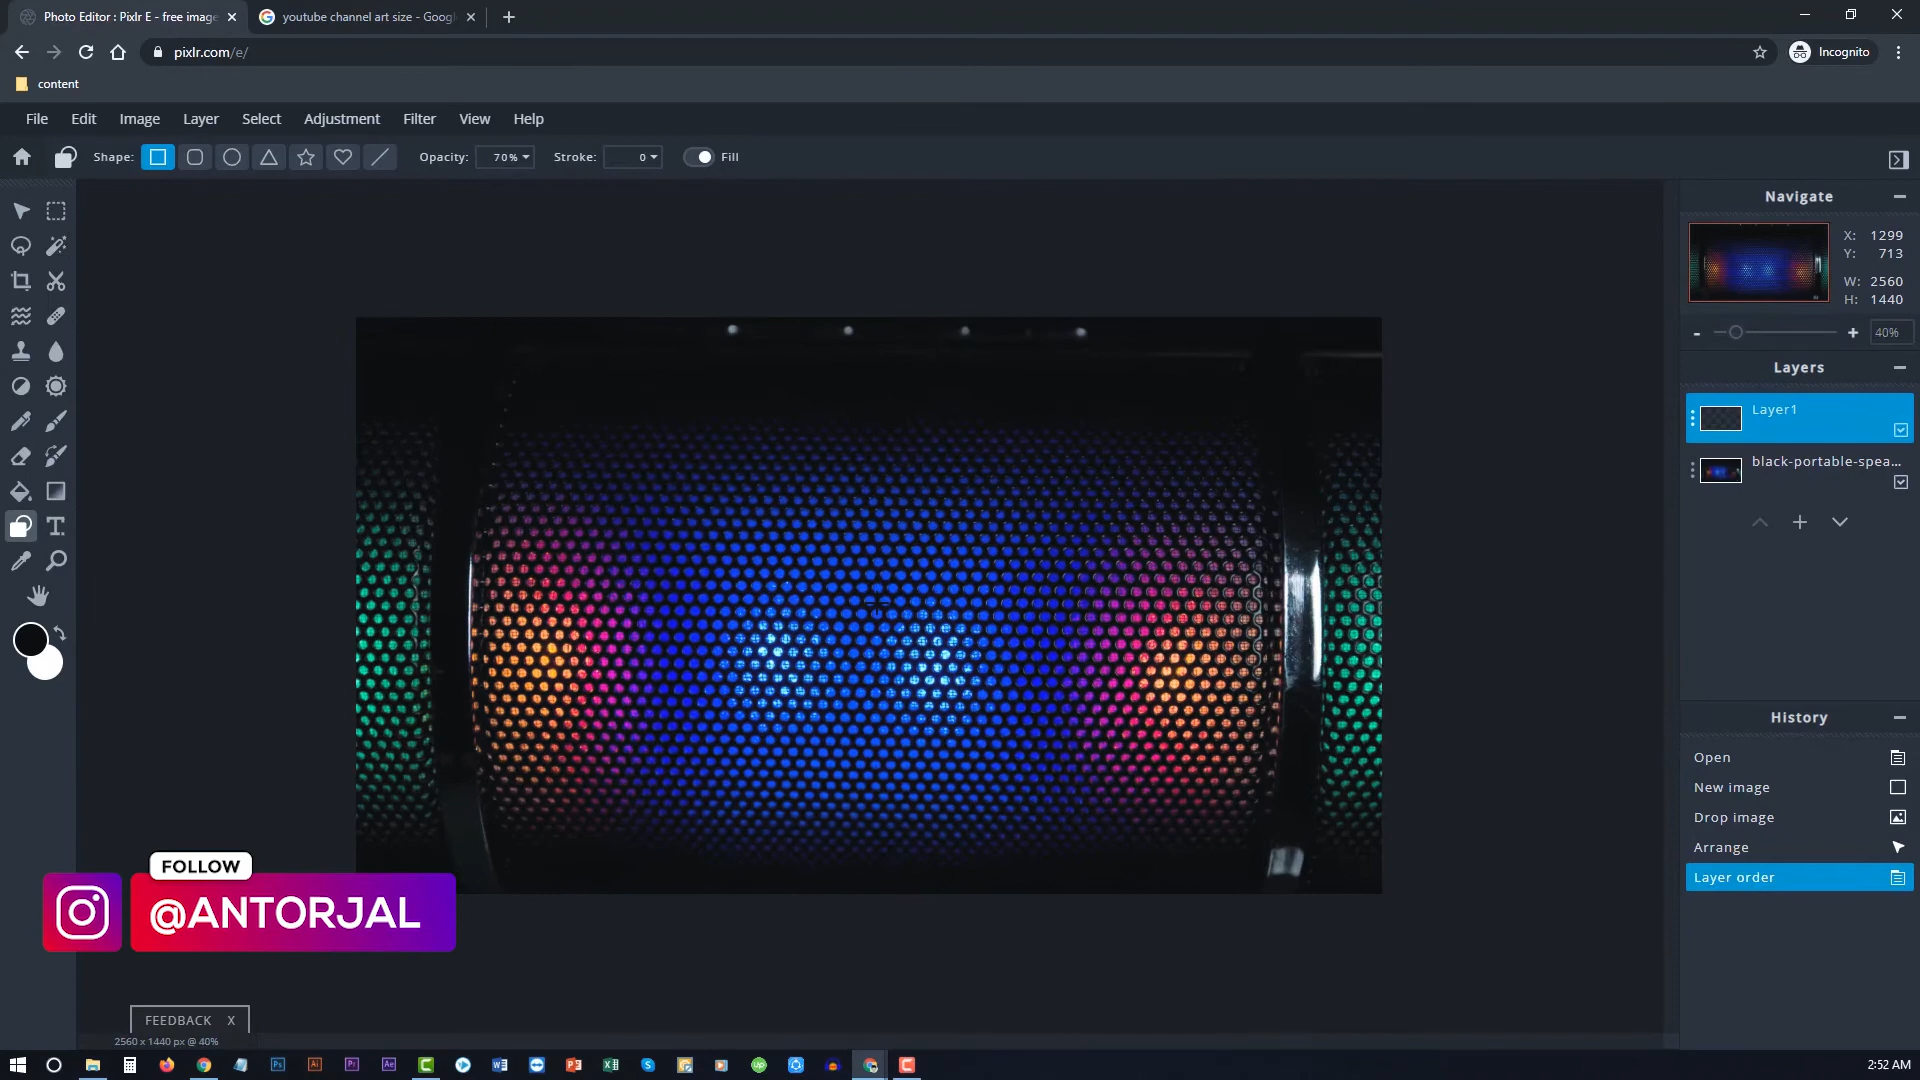 Photo Editor : Pixlr E - free image
youtube channel art size - Googl
pixlr.com/e/
Incognito
content
File Edit Image Layer Select Adjustment Filter View Help
Shape: Opacity: 70% Stroke: 0 Fill
Navigate
X: 1299
Y: 713
W: 2560
H: 1440
- + 40%
Layers
Layer1
black-portable-spea...
History
Open
New image
Drop image
Arrange
Layer order
FOLLOW
@ANTORJAL
FEEDBACK X
2560 x 1440 px @ 40%
2:52 AM